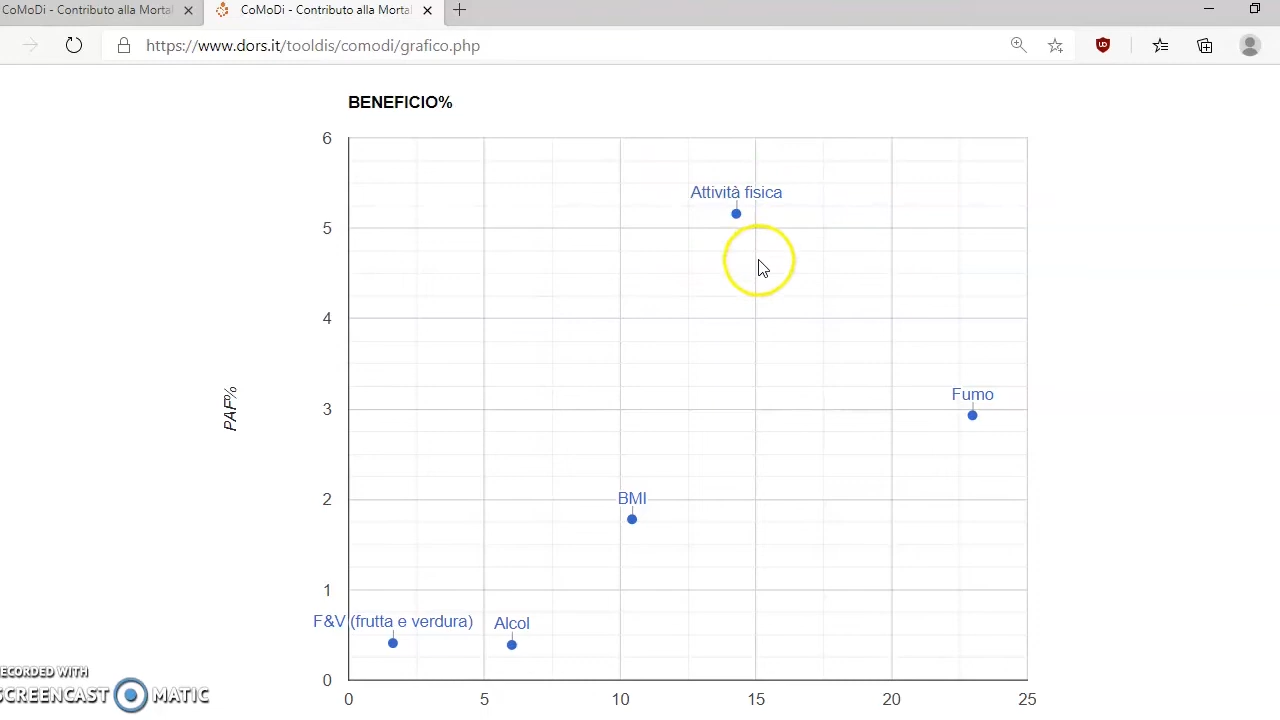 CoMoDi - Contributo alla Mortal
CoMoDi - Contributo alla Mortal
https://www.dors.it/tooldis/comodi/grafico.php
BENEFICIO%
6
Attività fisica
5
4
Fumo
PAF%
3
BMI
2
1
F&V (frutta e verdura)
Alcol
0
0 5 10 15 20 25
ECORDED WITH
SCREENCAST MATIC